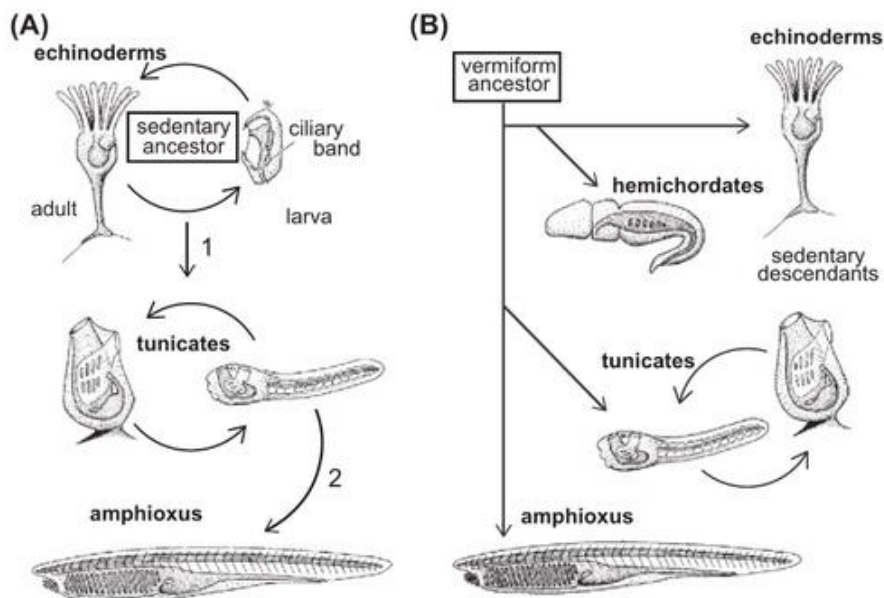 (A)
echinoderms
sedentary
ancestor
ciliary
band
adult
larva
1
tunicates
2
amphioxus
(B)
vermiform
ancestor
echinoderms
hemichordates
sedentary
descendants
tunicates
amphioxus